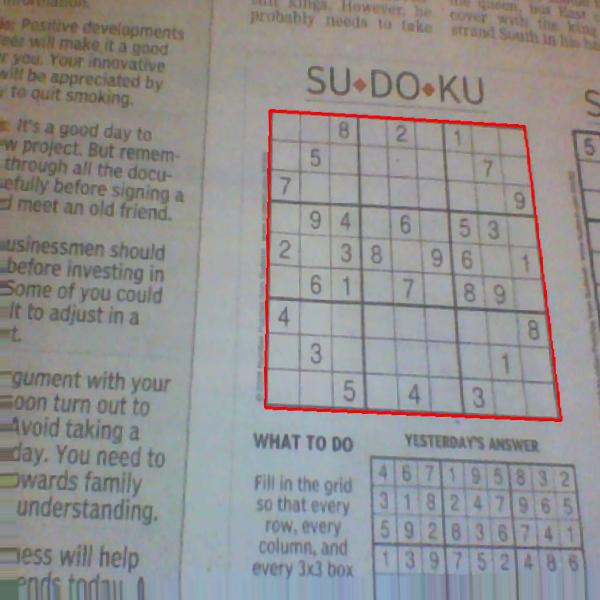 information.
Positive developments
will make it a good
you. Your innovative
will be appreciated by
to quit smoking.
It's a good day to
w project. But remem-
through all the docu-
efully before signing a
d meet an old friend.
usinessmen should
before investing in
Some of you could
lt to adjust in a
t.
gument with your
oon turn out to
Avoid taking a
day. You need to
owards family
understanding.
ness will help
ends today.
kings. However, he
probably needs to take
the queen, but East
cover with the king
strand South in his
SU•DO•KU
S
8 2 1
5 7
7 9
9 4 6 5 3
2 3 8 9 6 1
6 1 7 8 9
4 8
3 1
5 4 3
5
WHAT TO DO
Fill in the grid
so that every
row, every
column, and
every 3x3 box
YESTERDAY'S ANSWER
4 6 7 1 9 5 8 3 2
3 1 8 2 4 7 9 6 5
5 9 2 8 3 6 7 4 1
1 3 9 7 5 2 4 8 6